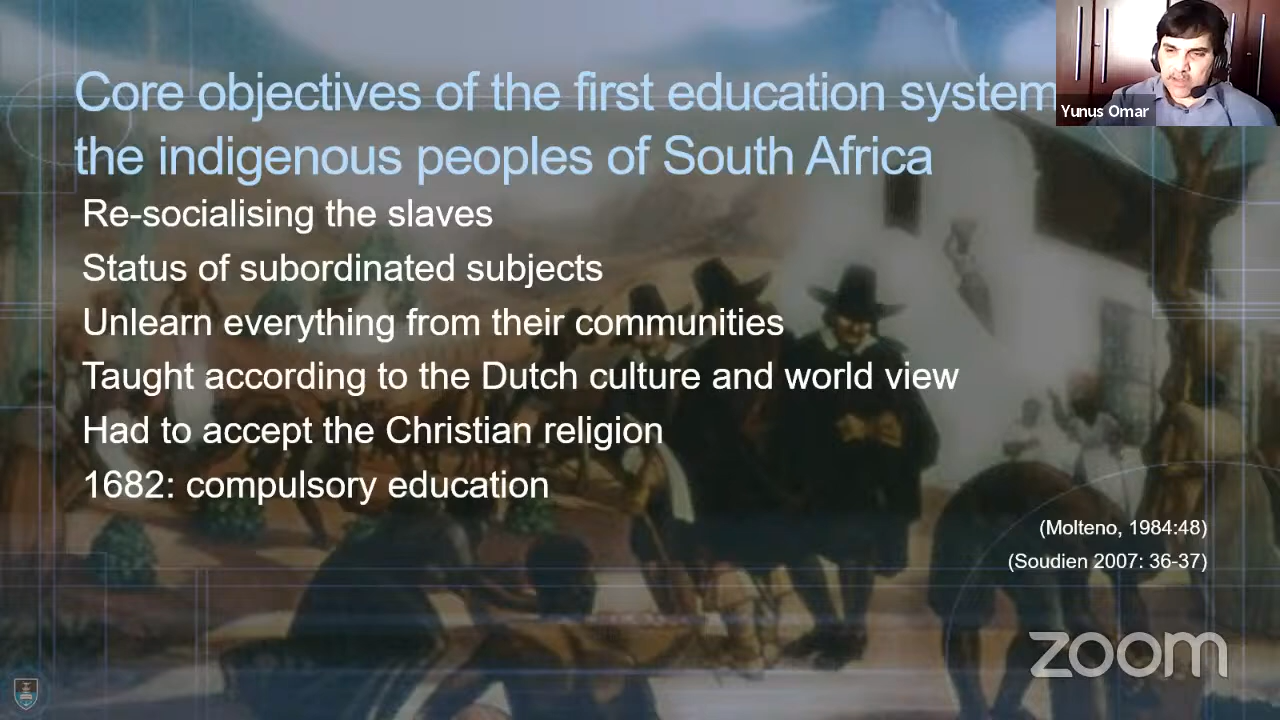 Core objectives of the first education system
the indigenous peoples of South Africa
Re-socialising the slaves
Status of subordinated subjects
Unlearn everything from their communities
Taught according to the Dutch culture and world view
Had to accept the Christian religion
1682: compulsory education
(Molteno, 1984:48)
(Soudien 2007: 36-37)
Yunus Omar
zoom